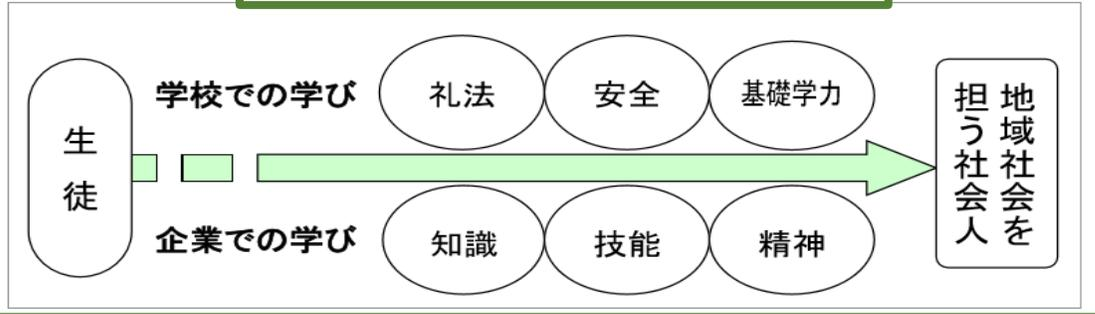 生徒
学校での学び
礼法
安全
基礎学力
企業での学び
知識
技能
精神
地域社会を
担う社会人